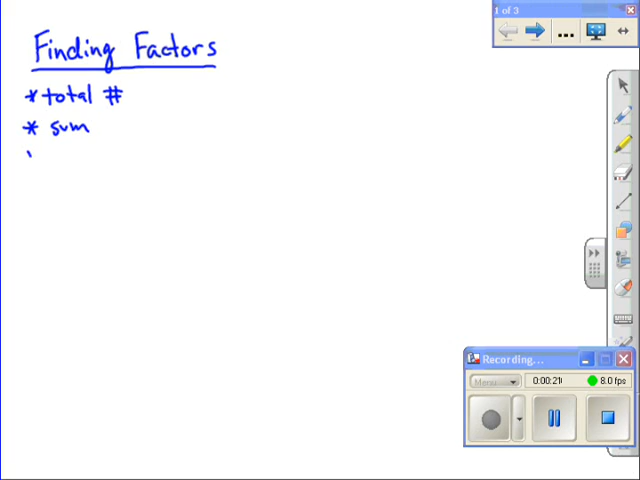 1 of 3
Finding Factors
* total #
* sum
Recording...
Menu
0:00:21
8.0 fps